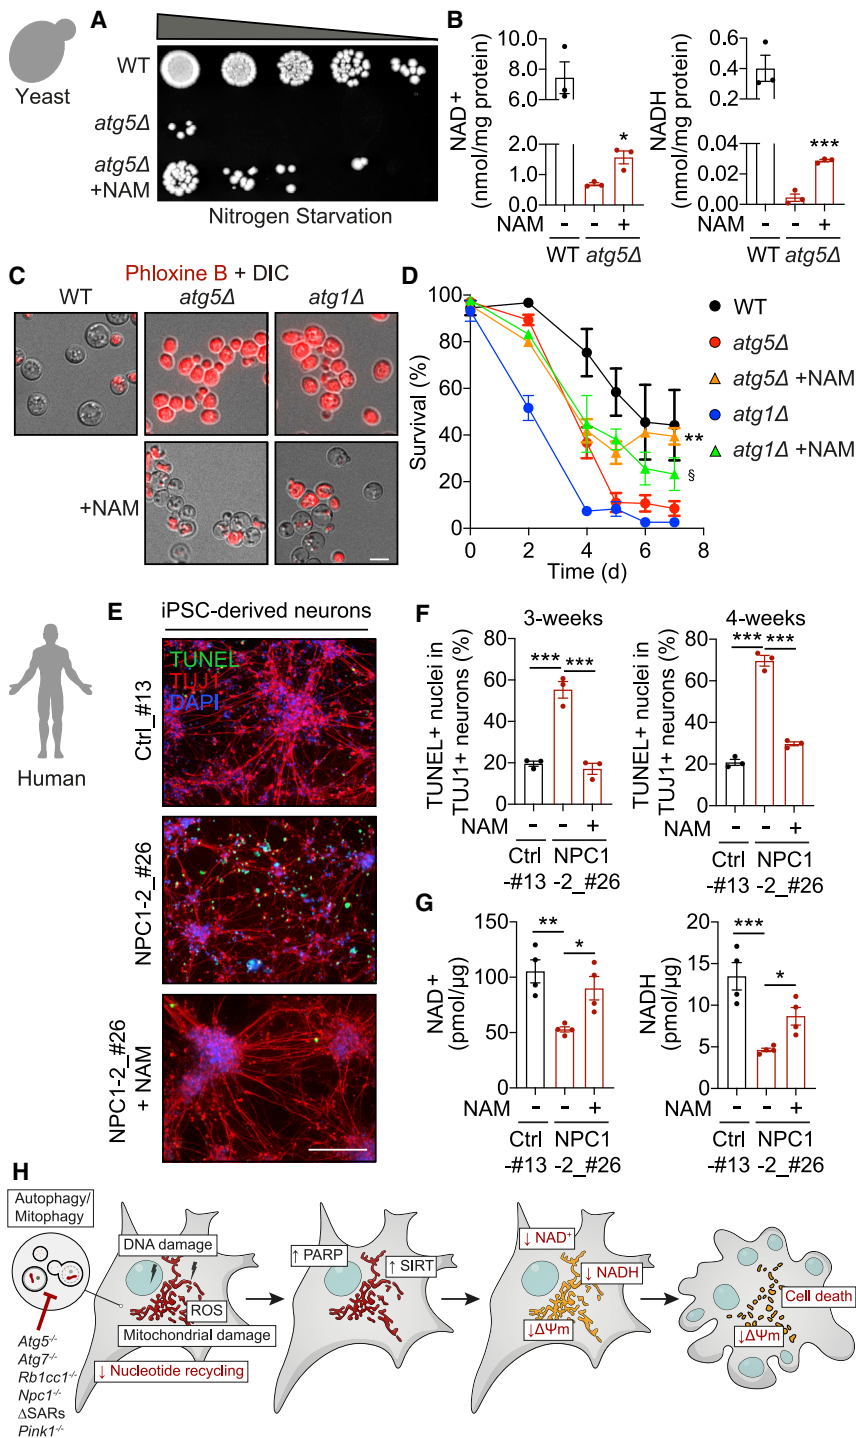 A
Yeast
WT
atg5Δ
atg5Δ
+NAM
Nitrogen Starvation
B
NAD+
(nmol/mg protein)
10.0
8.0
6.0
2.0
1.0
0.0
*
NAM - - +
WT atg5Δ
NADH
(nmol/mg protein)
0.6
0.4
0.2
0.04
0.02
0.00
***
NAM - - +
WT atg5Δ
C
Phloxine B + DIC
WT atg5Δ atg1Δ
+NAM
D
Survival (%)
100
80
60
40
20
0
0 2 4 6 8
Time (d)
**
§
WT
atg5Δ
atg5Δ +NAM
atg1Δ
atg1Δ +NAM
Human
E
iPSC-derived neurons
TUNEL
TUJ1
DAPI
Ctrl_#13
NPC1-2_#26
NPC1-2_#26
+ NAM
F
3-weeks
TUNEL+ nuclei in
TUJ1+ neurons (%)
80
60
40
20
0
*** ***
NAM - - +
Ctrl NPC1
-#13 -2_#26
4-weeks
TUNEL+ nuclei in
TUJ1+ neurons (%)
80
60
40
20
0
*** ***
NAM - - +
Ctrl NPC1
-#13 -2_#26
G
NAD+
(pmol/µg)
150
100
50
0
** *
NAM - - +
Ctrl NPC1
-#13 -2_#26
NADH
(pmol/µg)
20
15
10
5
0
*** *
NAM - - +
Ctrl NPC1
-#13 -2_#26
H
Autophagy/
Mitophagy
Atg5-/-
Atg7-/-
Rb1cc1-/-
Npc1-/-
ΔSARs
Pink1-/-
DNA damage
ROS
Mitochondrial damage
↓ Nucleotide recycling
↑ PARP
↑ SIRT
↓ NAD+
↓ NADH
↓ΔΨm
Cell death
↓ΔΨm